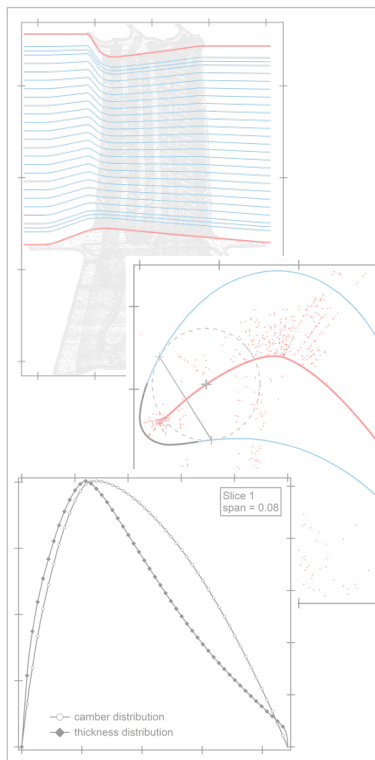 Slice 1
span = 0.08
camber distribution
thickness distribution